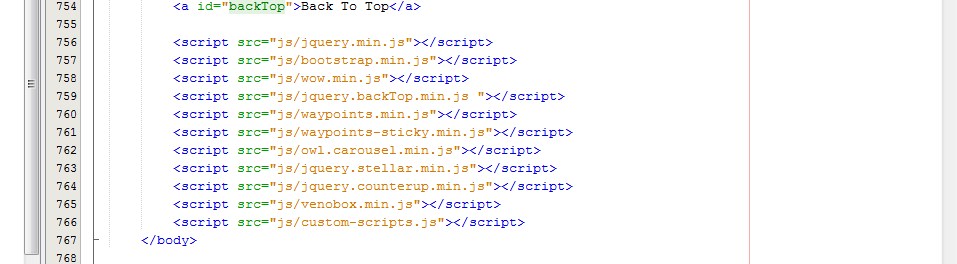 754 <a id="backTop">Back To Top</a>
755
756 <script src="js/jquery.min.js"></script>
757 <script src="js/bootstrap.min.js"></script>
758 <script src="js/wow.min.js"></script>
759 <script src="js/jquery.backTop.min.js "></script>
760 <script src="js/waypoints.min.js"></script>
761 <script src="js/waypoints-sticky.min.js"></script>
762 <script src="js/owl.carousel.min.js"></script>
763 <script src="js/jquery.stellar.min.js"></script>
764 <script src="js/jquery.counterup.min.js"></script>
765 <script src="js/venobox.min.js"></script>
766 <script src="js/custom-scripts.js"></script>
767 </body>
768